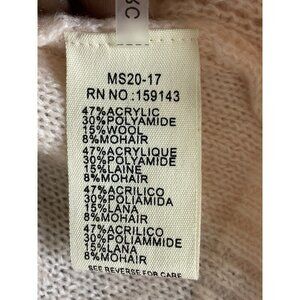 MS20-17
RN NO:159143
47%ACRYLIC
30%POLYAMIDE
15%WOOL
8%MOHAIR
47%ACRYLIQUE
30%POLYAMIDE
15%LAINE
8%MOHAIR
47%ACRILICO
30%POLIAMIDA
15%LANA
8%MOHAIR
47%ACRILICO
30%POLIAMMIDE
15%LANA
8%MOHAIR
SEE REVERSE FOR CARE